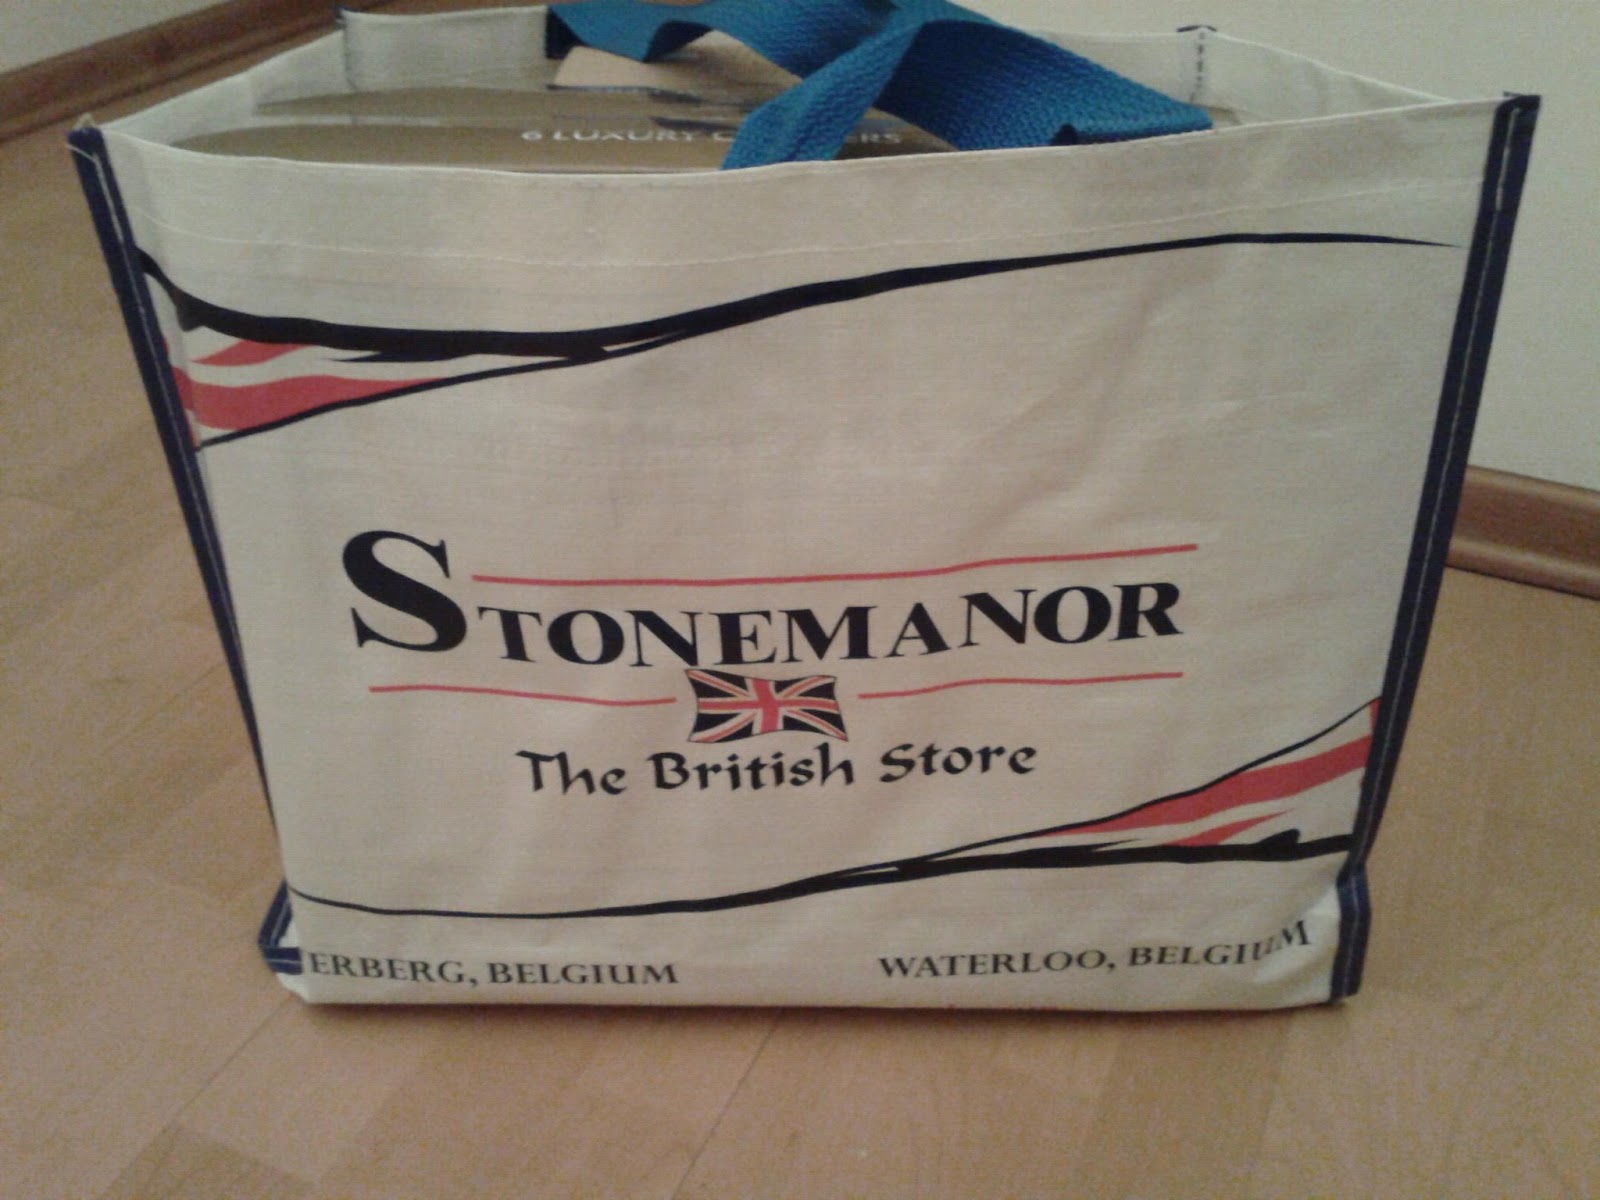 6 LUXURY
STONEMANOR
The British Store
ERBERG, BELGIUM
WATERLOO, BELGIUM